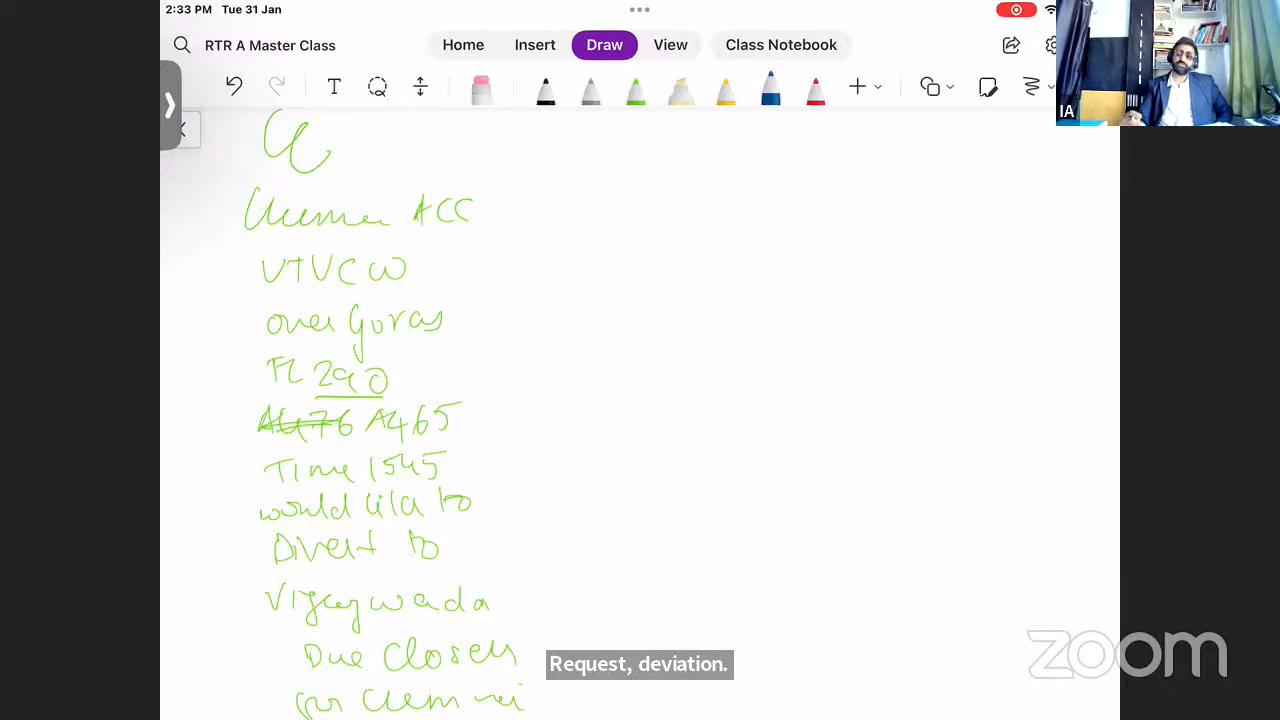 2:33 PM Tue 31 Jan
RTR A Master Class
Home Insert Draw View Class Notebook
T
IA
Chennai ACC
VTVCW
over Guras
FL 290
A476 A465
Time 1545
would like to
Divert to
Vijaywada
Due Closely
Request, deviation.
for Chennai
zoom